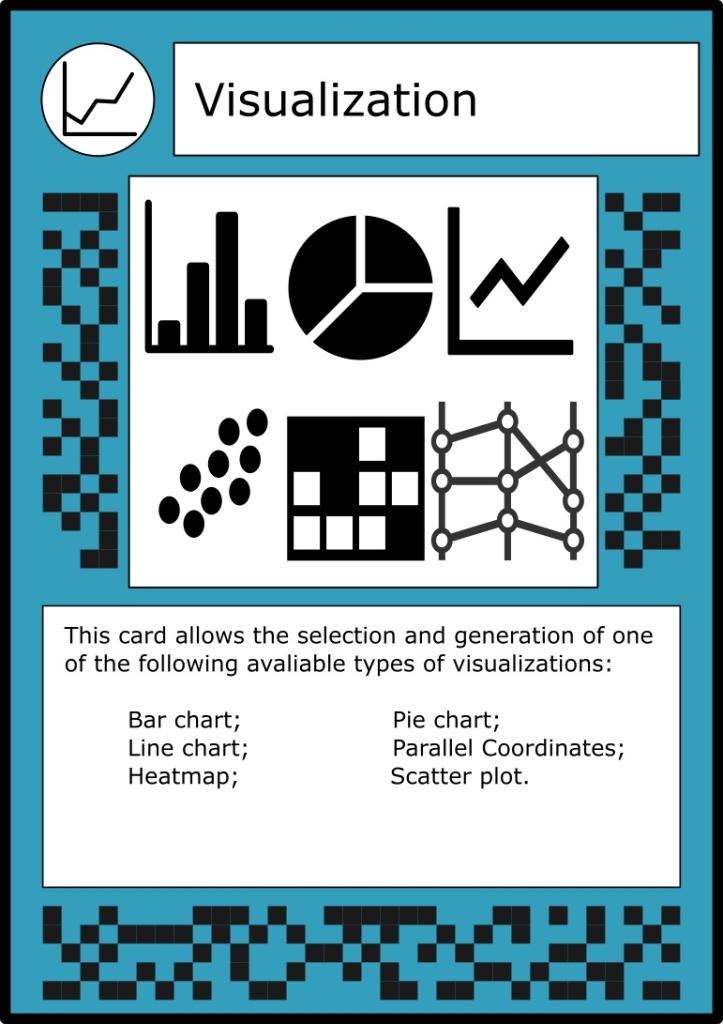 Visualization
This card allows the selection and generation of one
of the following avaliable types of visualizations:
Bar chart; Pie chart;
Line chart; Parallel Coordinates;
Heatmap; Scatter plot.